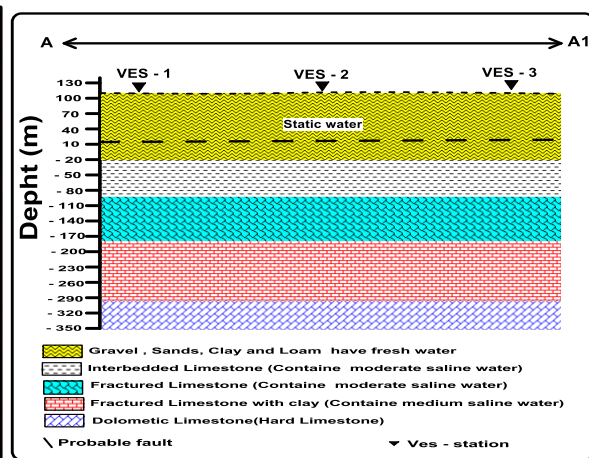 A A1
VES - 1 VES - 2 VES - 3
Depht (m)
130
100
70
40
10
- 20
- 50
- 80
- 110
- 140
- 170
- 200
- 230
- 260
- 290
- 320
- 350
Static water
Gravel , Sands, Clay and Loam have fresh water
Interbedded Limestone (Containe moderate saline water)
Fractured Limestone (Containe moderate saline water)
Fractured Limestone with clay (Containe medium saline water)
Dolometic Limestone(Hard Limestone)
Probable fault Ves - station